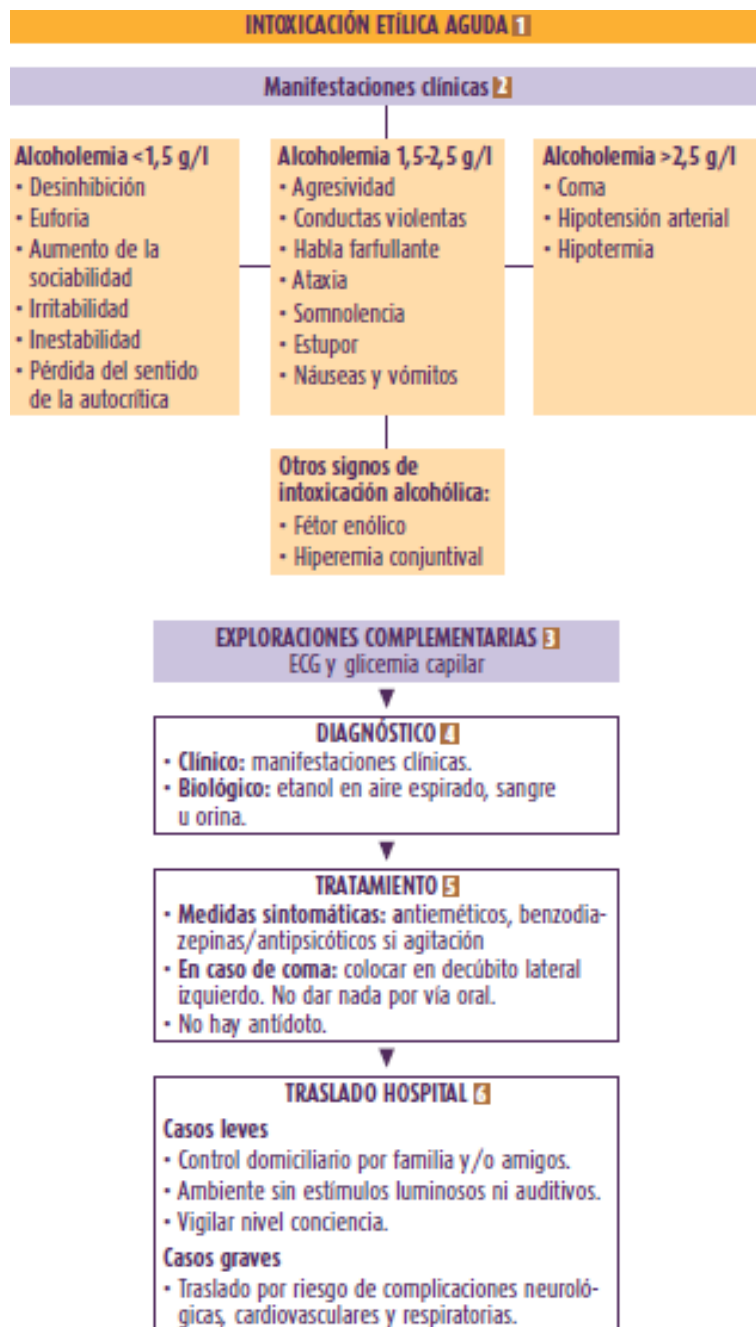 INTOXICACIÓN ETÍLICA AGUDA 1
Manifestaciones clínicas 2
Alcoholemia <1,5 g/l
• Desinhibición
• Euforia
• Aumento de la
sociabilidad
• Irritabilidad
• Inestabilidad
• Pérdida del sentido
de la autocrítica
Alcoholemia 1,5-2,5 g/l
• Agresividad
• Conductas violentas
• Habla farfullante
• Ataxia
• Somnolencia
• Estupor
• Náuseas y vómitos
Alcoholemia >2,5 g/l
• Coma
• Hipotensión arterial
• Hipotermia
Otros signos de
intoxicación alcohólica:
• Fétor enólico
• Hiperemia conjuntival
EXPLORACIONES COMPLEMENTARIAS 3
ECG y glicemia capilar
DIAGNÓSTICO 4
• Clínico: manifestaciones clínicas.
• Biológico: etanol en aire espirado, sangre
u orina.
TRATAMIENTO 5
• Medidas sintomáticas: antieméticos, benzodia-
zepinas/antipsicóticos si agitación
• En caso de coma: colocar en decúbito lateral
izquierdo. No dar nada por vía oral.
• No hay antídoto.
TRASLADO HOSPITAL 6
Casos leves
• Control domiciliario por familia y/o amigos.
• Ambiente sin estímulos luminosos ni auditivos.
• Vigilar nivel conciencia.
Casos graves
• Traslado por riesgo de complicaciones neuroló-
gicas, cardiovasculares y respiratorias.